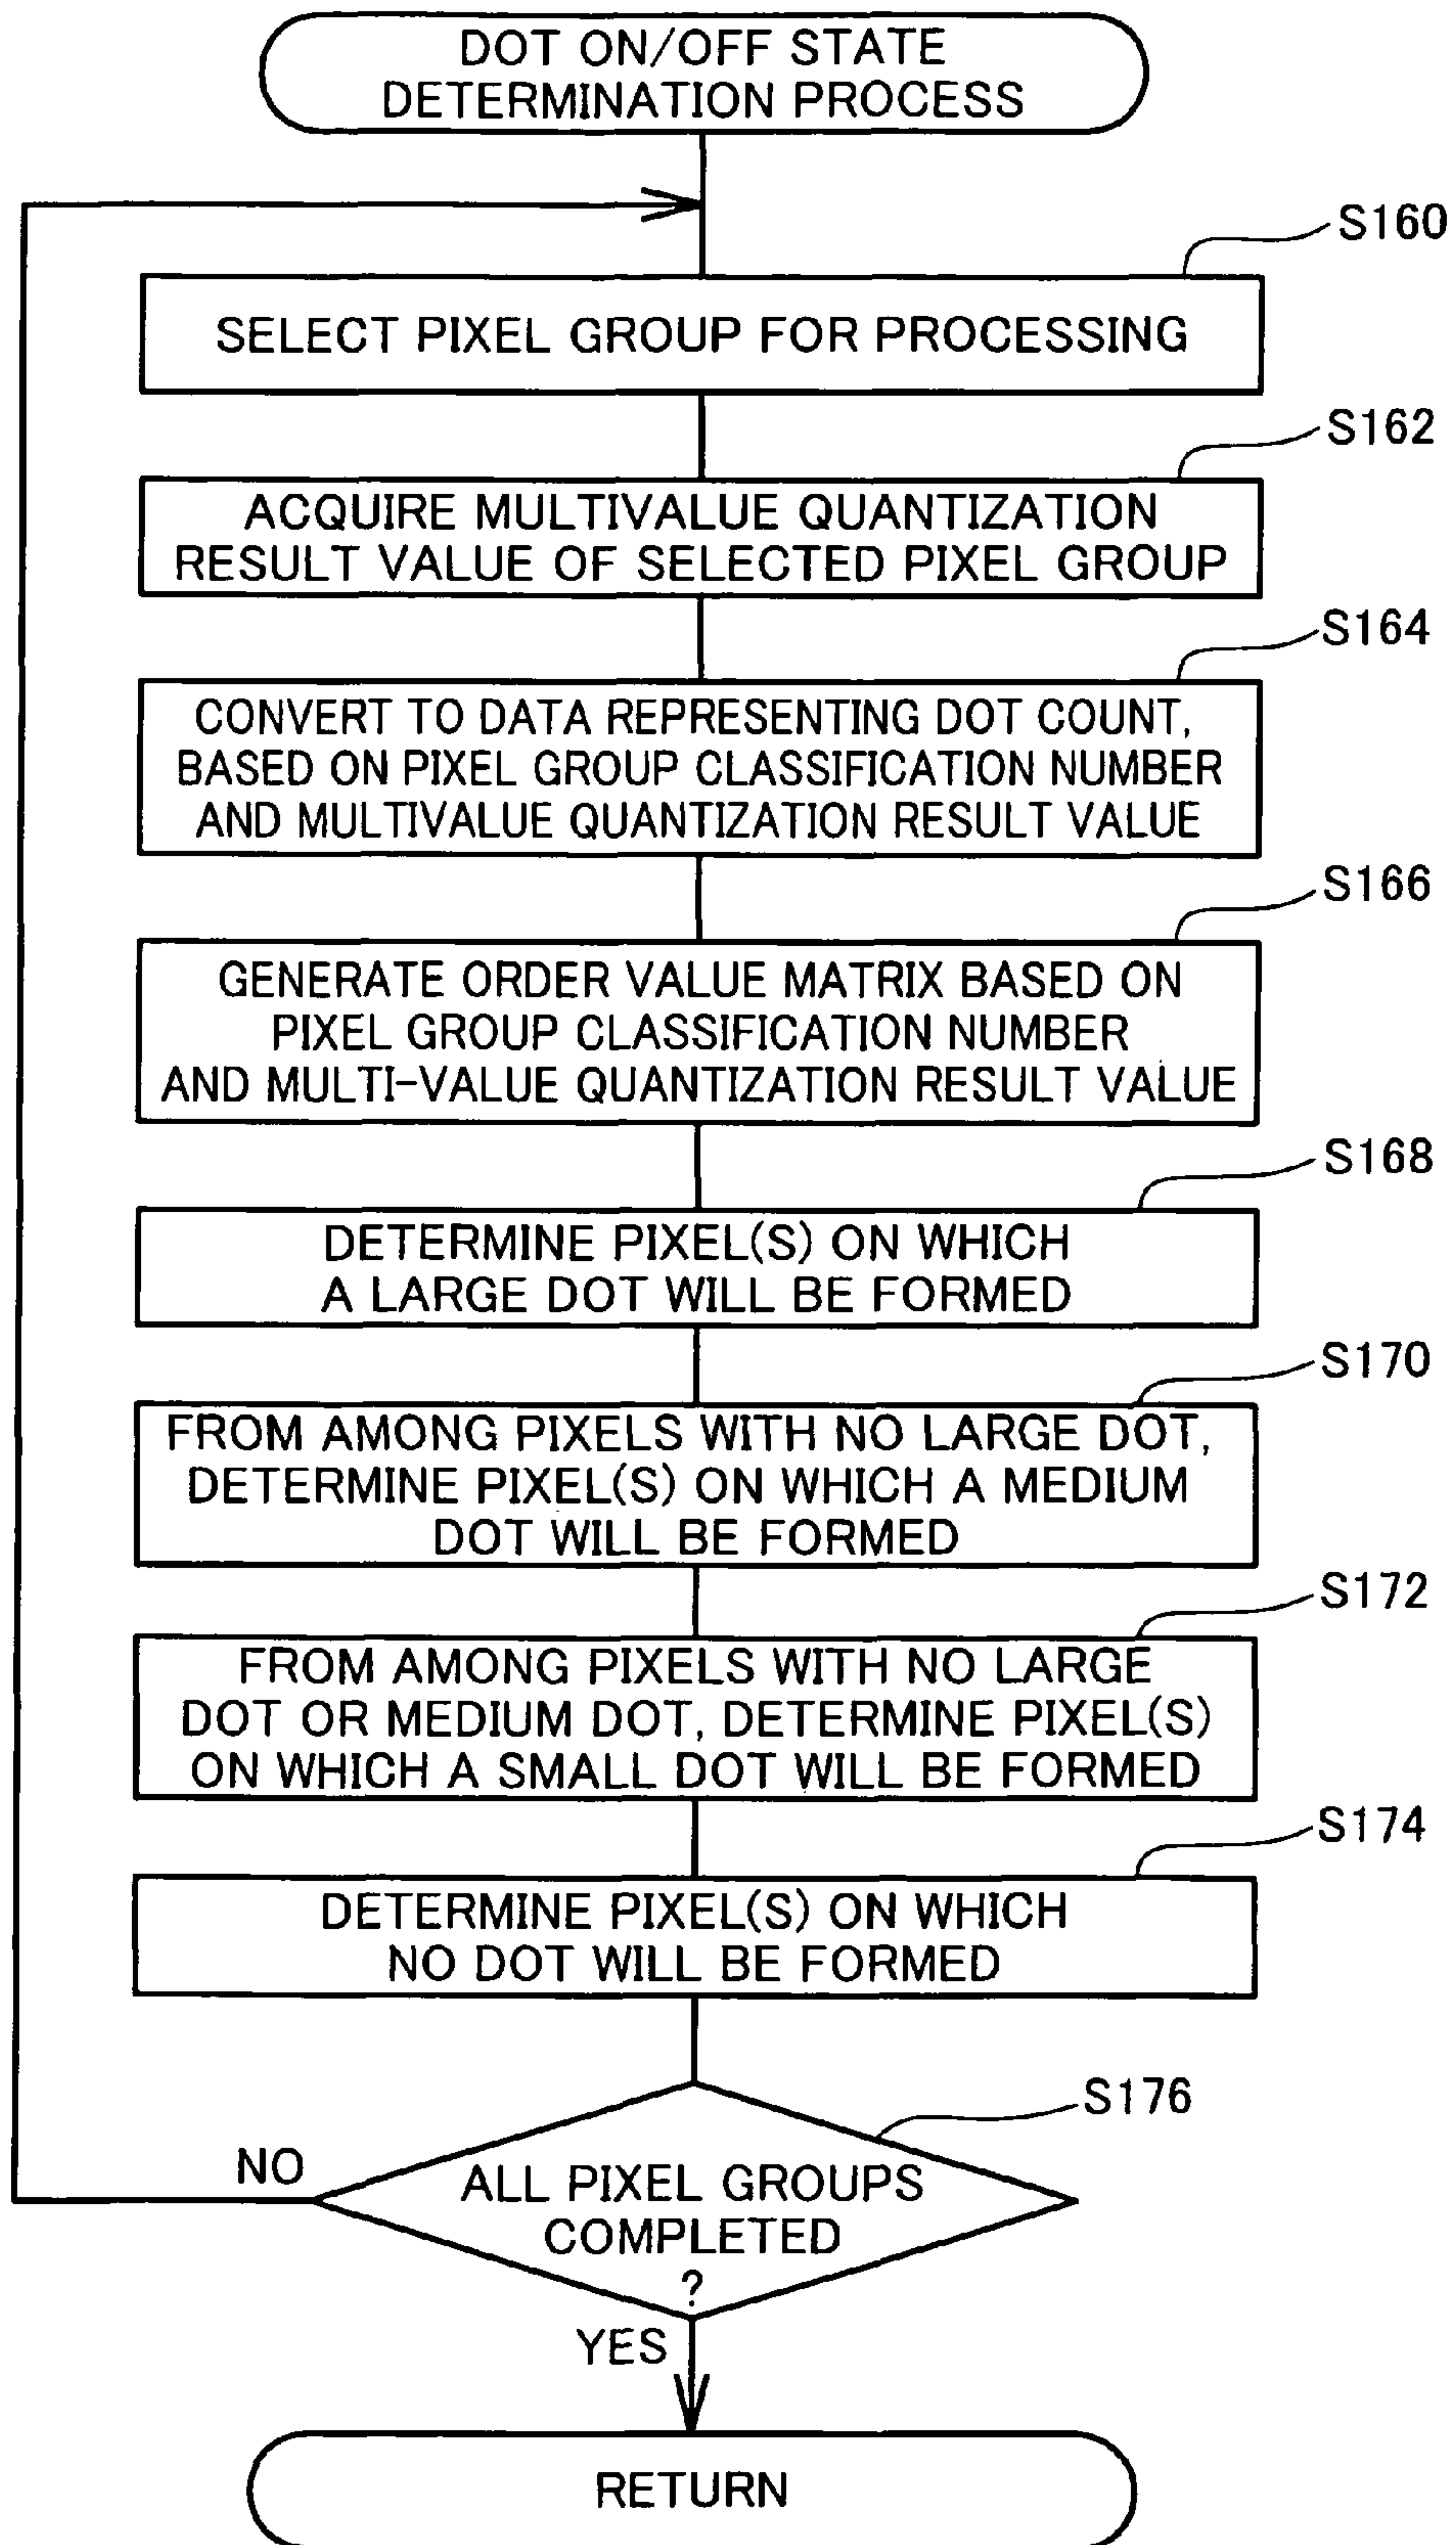 DOT ON/OFF STATE
DETERMINATION PROCESS
S160
SELECT PIXEL GROUP FOR PROCESSING
S162
ACQUIRE MULTIVALUE QUANTIZATION
RESULT VALUE OF SELECTED PIXEL GROUP
S164
CONVERT TO DATA REPRESENTING DOT COUNT,
BASED ON PIXEL GROUP CLASSIFICATION NUMBER
AND MULTIVALUE QUANTIZATION RESULT VALUE
S166
GENERATE ORDER VALUE MATRIX BASED ON
PIXEL GROUP CLASSIFICATION NUMBER
AND MULTI-VALUE QUANTIZATION RESULT VALUE
S168
DETERMINE PIXEL(S) ON WHICH
A LARGE DOT WILL BE FORMED
S170
FROM AMONG PIXELS WITH NO LARGE DOT,
DETERMINE PIXEL(S) ON WHICH A MEDIUM
DOT WILL BE FORMED
S172
FROM AMONG PIXELS WITH NO LARGE
DOT OR MEDIUM DOT, DETERMINE PIXEL(S)
ON WHICH A SMALL DOT WILL BE FORMED
S174
DETERMINE PIXEL(S) ON WHICH
NO DOT WILL BE FORMED
S176
NO
ALL PIXEL GROUPS
COMPLETED
?
YES
RETURN